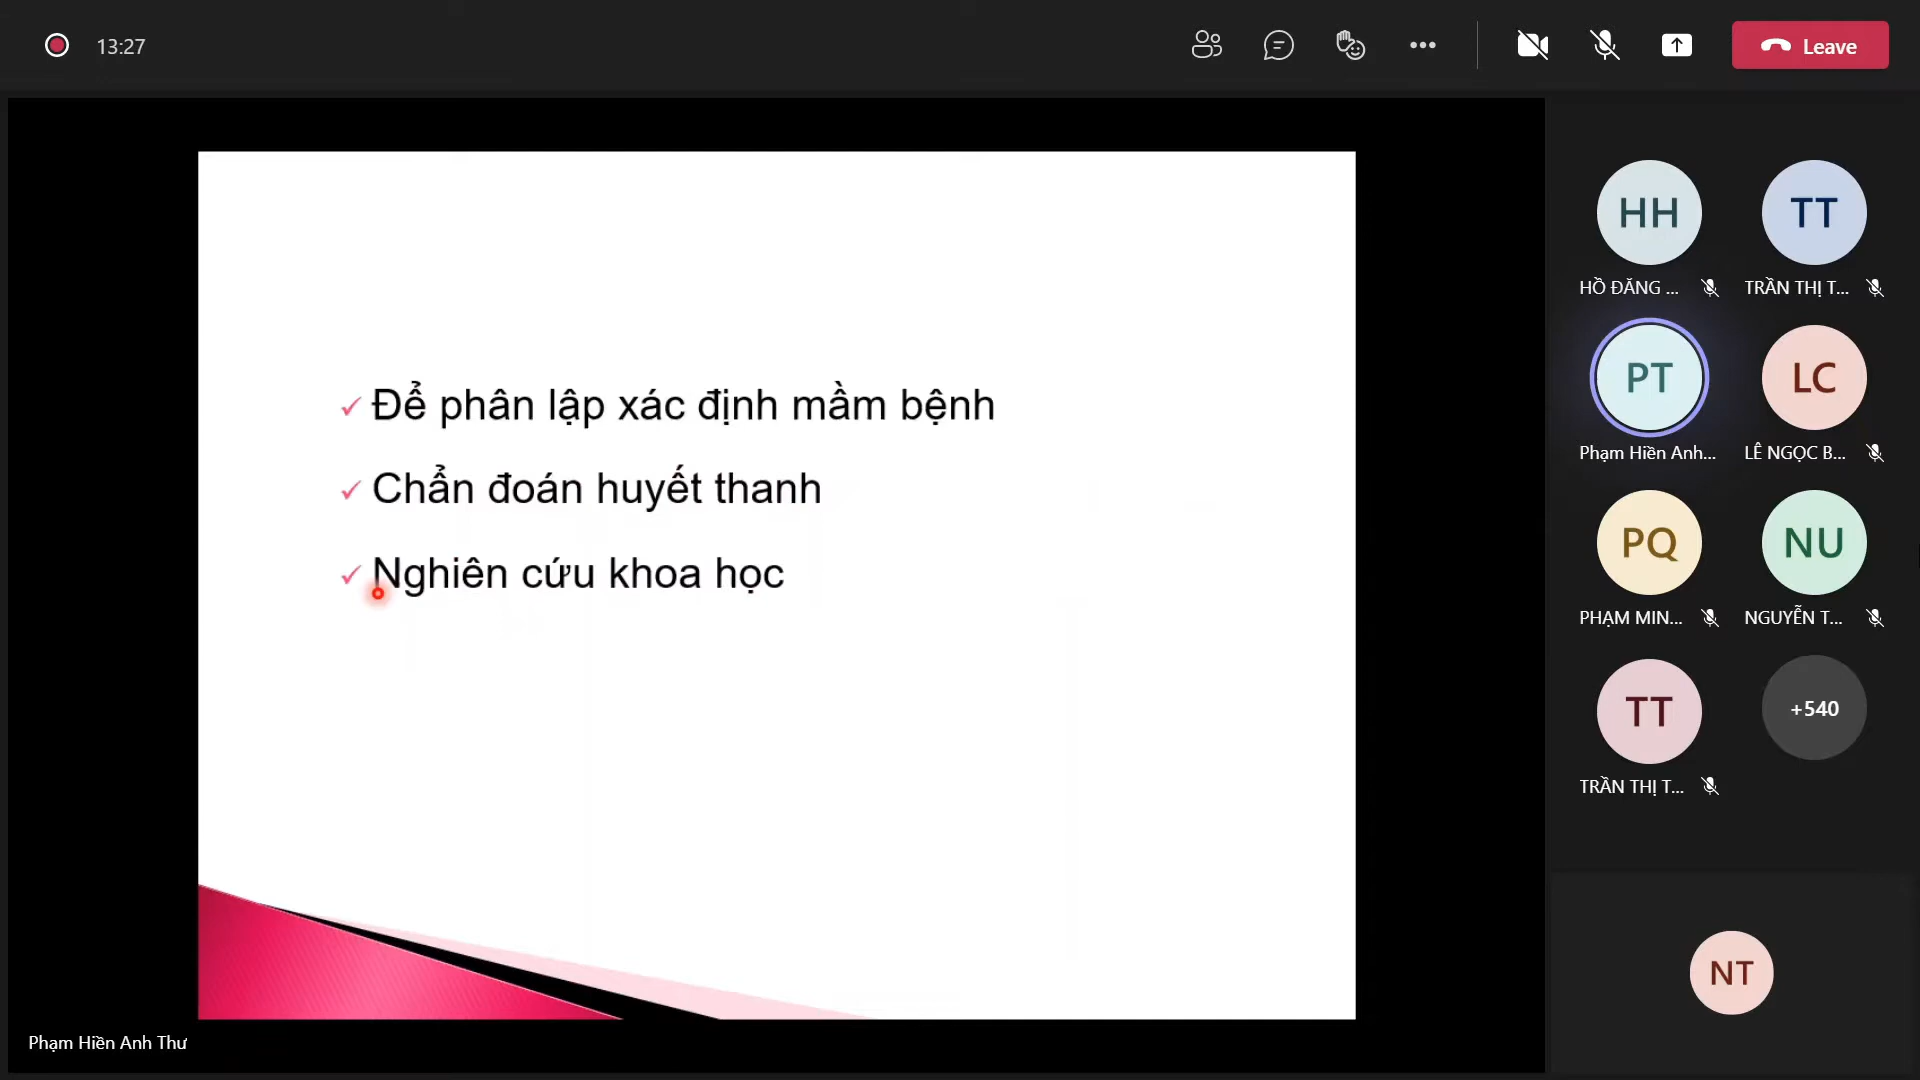 13:27
Leave
Để phân lập xác định mầm bệnh
Chẩn đoán huyết thanh
Nghiên cứu khoa học
Phạm Hiền Anh Thư
HH
TT
HỒ ĐĂNG ...
TRẦN THỊ T...
PT
LC
Phạm Hiền Anh...
LÊ NGỌC B...
PQ
NU
PHẠM MIN...
NGUYỄN T...
TT
+540
TRẦN THỊ T...
NT